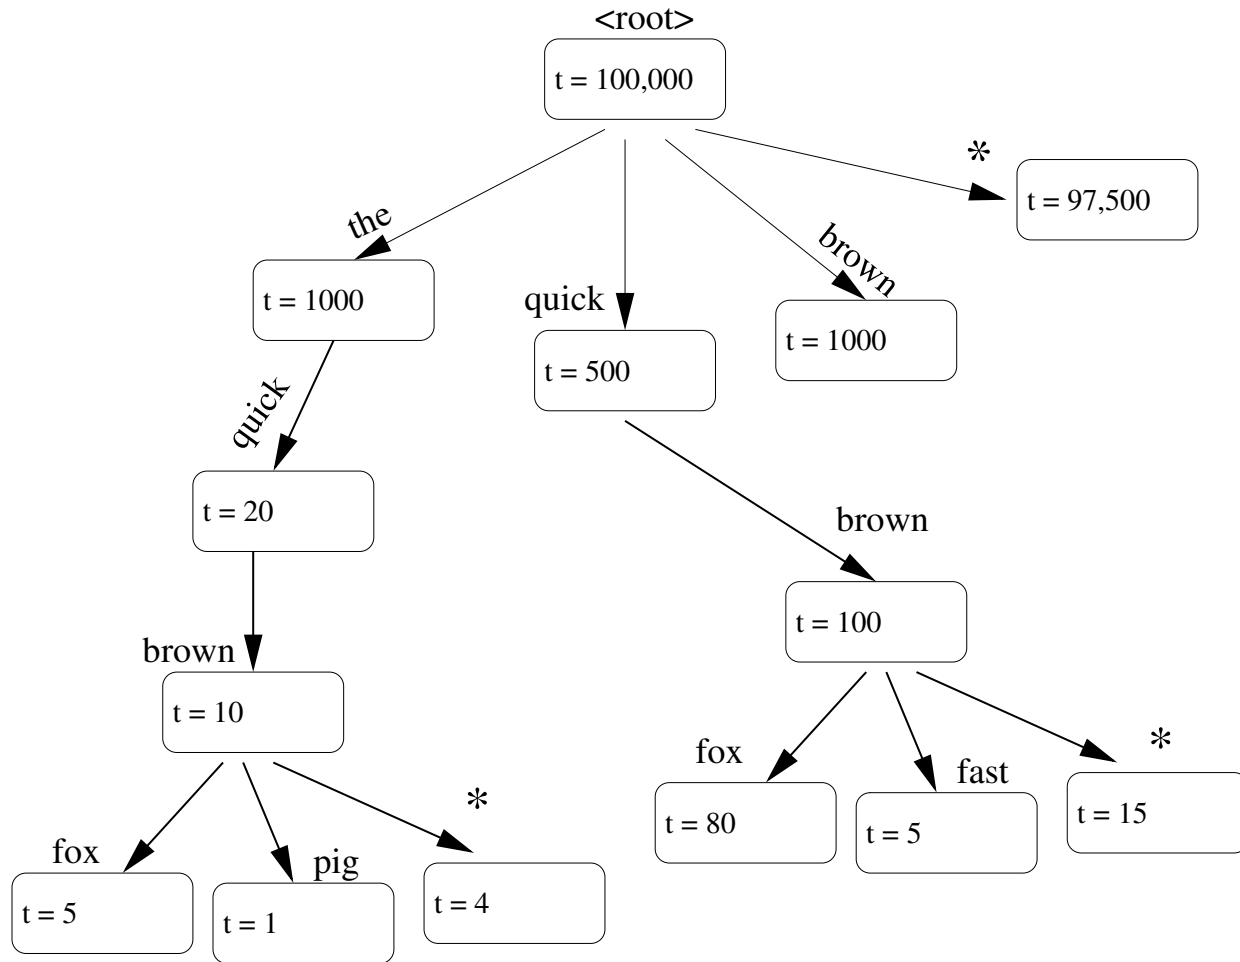 <root>
t = 100,000
*
t = 97,500
the
t = 1000
brown
t = 1000
quick
t = 500
quick
t = 20
brown
t = 100
brown
t = 10
fox
t = 80
fast
t = 5
*
t = 15
fox
t = 5
pig
t = 1
*
t = 4